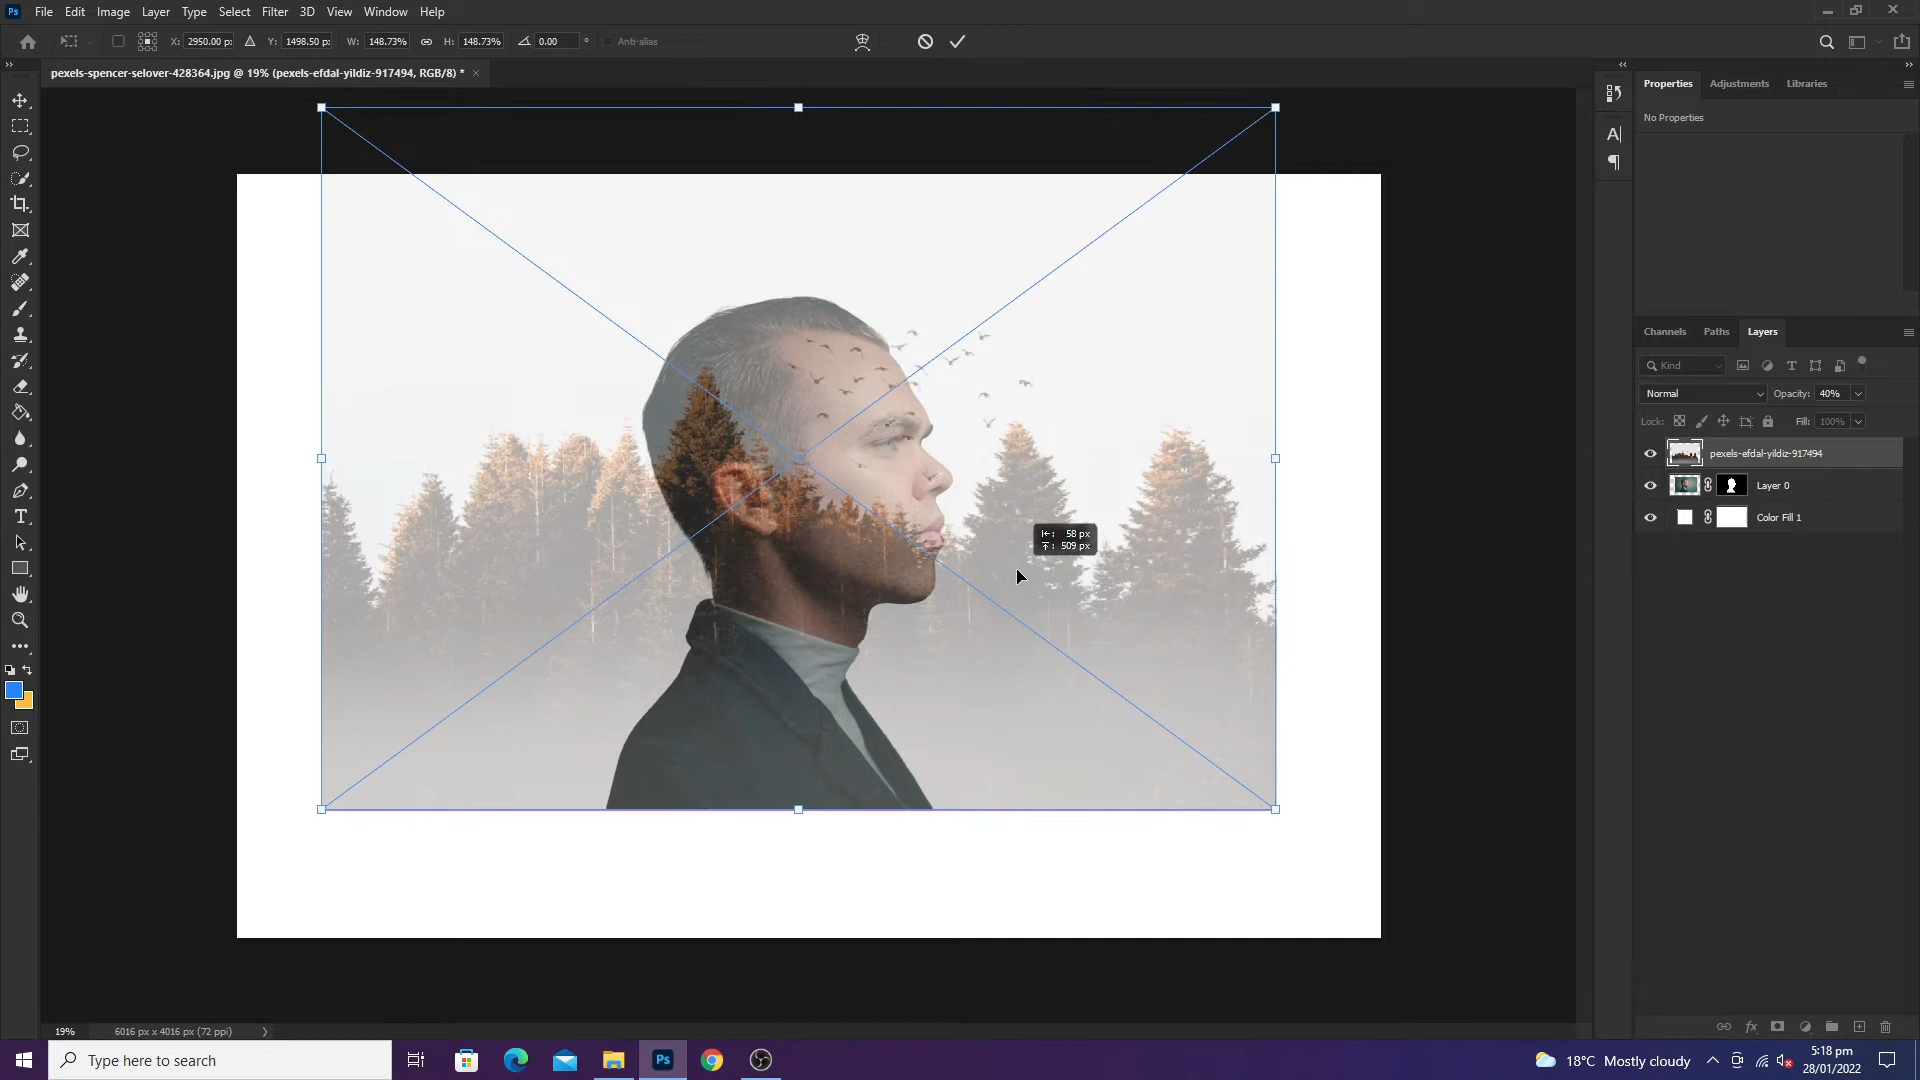 Ps File Edit Image Layer Type Select Filter 3D View Window Help
X: 2950.00 p: Y: 1498.50 p: W: 148.73% H: 148.73% 0.00 ° Anti-alias
pexels-spencer-selover-428364.jpg @ 19% (pexels-efdal-yildiz-917494, RGB/8) * ×
Properties Adjustments Libraries
No Properties
Channels Paths Layers
Kind
Normal Opacity: 40%
Lock: Fill: 100%
pexels-efdal-yildiz-917494
Layer 0
Color Fill 1
58 px
509 px
19% 6016 px x 4016 px (72 ppi)
Type here to search
Ps
18°C Mostly cloudy
5:18 pm
28/01/2022